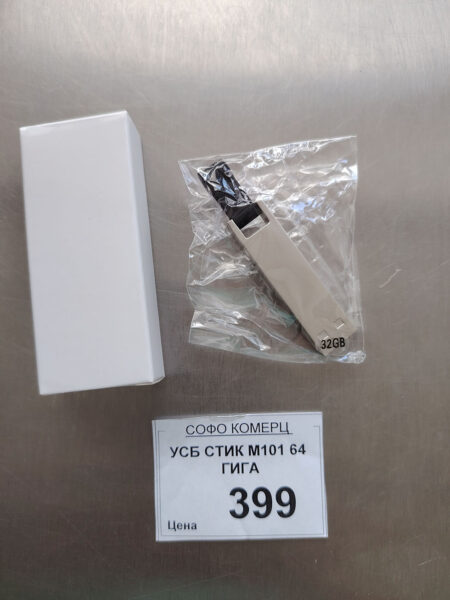 32GB
СОФО КОМЕРЦ
УСБ СТИК М101 64
ГИГА
399
Цена